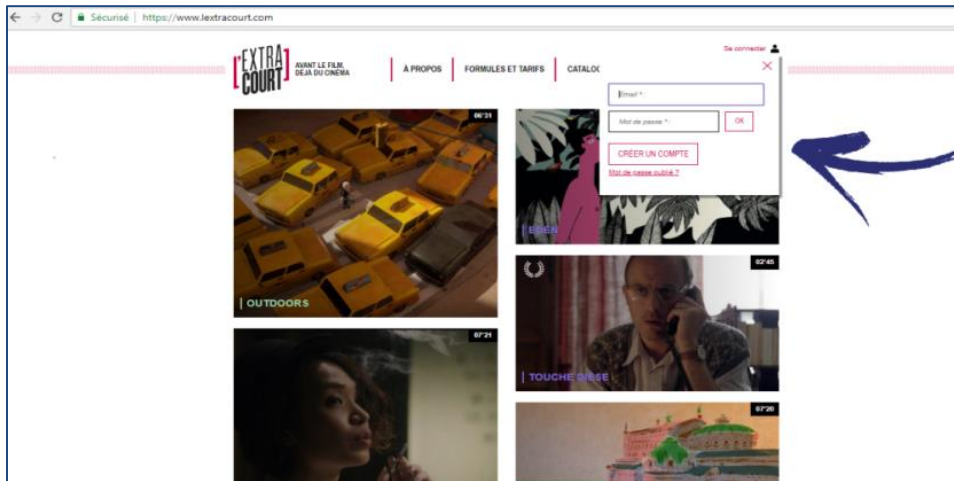 Sécurisé | https://www.lextracourt.com
Se connecter
['EXTRA
COURT]
AVANT LE FILM,
DÉJÀ DU CINÉMA
À PROPOS
FORMULES ET TARIFS
CATALOG
Email * :
Mot de passe * :
OK
CRÉER UN COMPTE
Mot de passe oublié ?
06'31
OUTDOORS
EDEN
02'45
TOUCHE DIESE
07'21
07'20